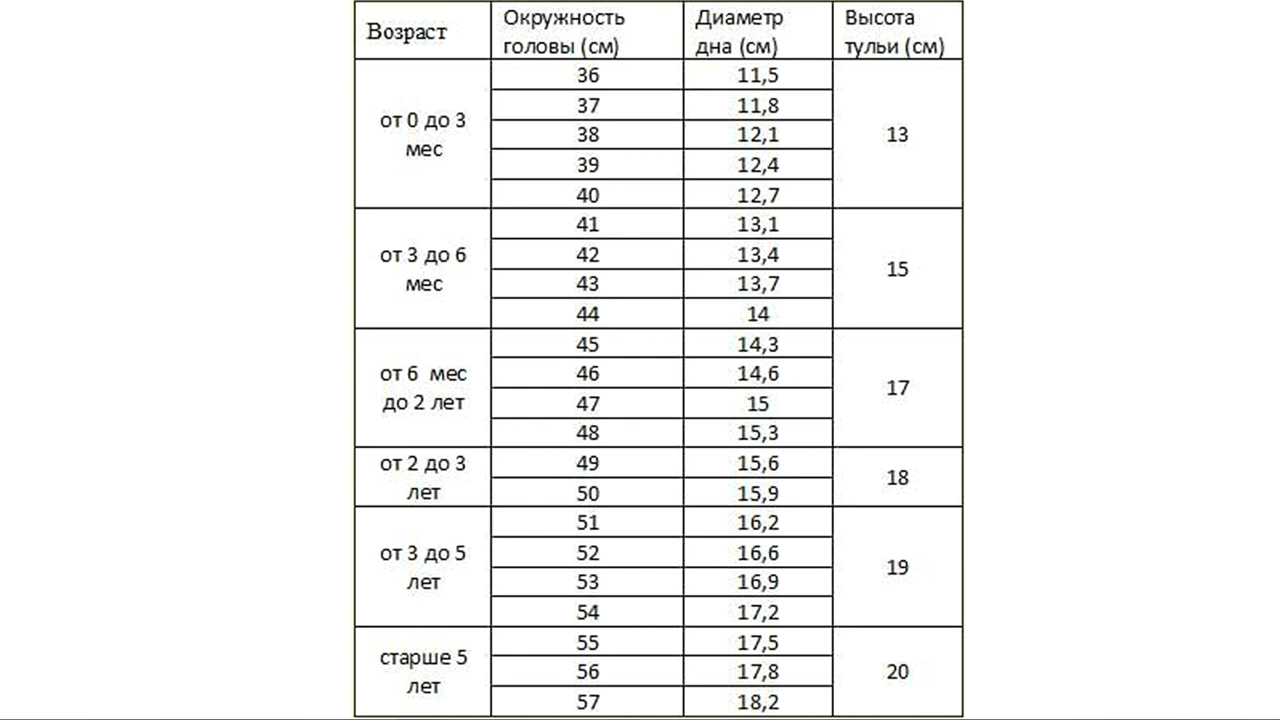 Возраст
Окружность
головы (см)
Диаметр
дна (см)
Высота
тульи (см)
от 0 до 3
мес
36 11,5
37 11,8
38 12,1
39 12,4
40 12,7
13
от 3 до 6
мес
41 13,1
42 13,4
43 13,7
44 14
15
от 6 мес
до 2 лет
45 14,3
46 14,6
47 15
48 15,3
17
от 2 до 3
лет
49 15,6
50 15,9
18
от 3 до 5
лет
51 16,2
52 16,6
53 16,9
54 17,2
19
старше 5
лет
55 17,5
56 17,8
57 18,2
20